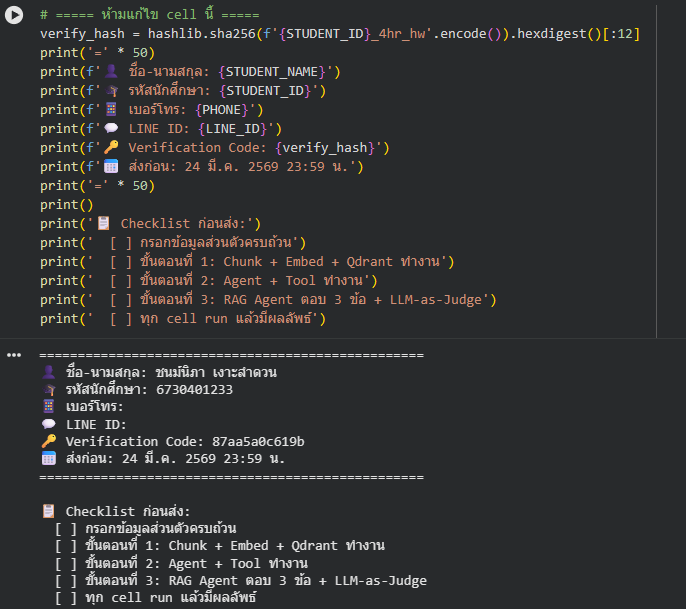 # ===== ห้ามแก้ไข cell นี้ =====
verify_hash = hashlib.sha256(f'{STUDENT_ID}_4hr_hw'.encode()).hexdigest()[:12]
print('=' * 50)
print(f'👤 ชื่อ-นามสกุล: {STUDENT_NAME}')
print(f'🎓 รหัสนักศึกษา: {STUDENT_ID}')
print(f'📱 เบอร์โทร: {PHONE}')
print(f'💬 LINE ID: {LINE_ID}')
print(f'🔑 Verification Code: {verify_hash}')
print(f'📅 ส่งก่อน: 24 มี.ค. 2569 23:59 น.')
print('=' * 50)
print()
print('📋 Checklist ก่อนส่ง:')
print('  [ ] กรอกข้อมูลส่วนตัวครบถ้วน')
print('  [ ] ขั้นตอนที่ 1: Chunk + Embed + Qdrant ทำงาน')
print('  [ ] ขั้นตอนที่ 2: Agent + Tool ทำงาน')
print('  [ ] ขั้นตอนที่ 3: RAG Agent ตอบ 3 ข้อ + LLM-as-Judge')
print('  [ ] ทุก cell run แล้วมีผลลัพธ์')
==================================================
👤 ชื่อ-นามสกุล: ชนม์นิภา เงาะสำดวน
🎓 รหัสนักศึกษา: 6730401233
📱 เบอร์โทร:
💬 LINE ID:
🔑 Verification Code: 87aa5a0c619b
📅 ส่งก่อน: 24 มี.ค. 2569 23:59 น.
==================================================
📋 Checklist ก่อนส่ง:
[ ] กรอกข้อมูลส่วนตัวครบถ้วน
[ ] ขั้นตอนที่ 1: Chunk + Embed + Qdrant ทำงาน
[ ] ขั้นตอนที่ 2: Agent + Tool ทำงาน
[ ] ขั้นตอนที่ 3: RAG Agent ตอบ 3 ข้อ + LLM-as-Judge
[ ] ทุก cell run แล้วมีผลลัพธ์